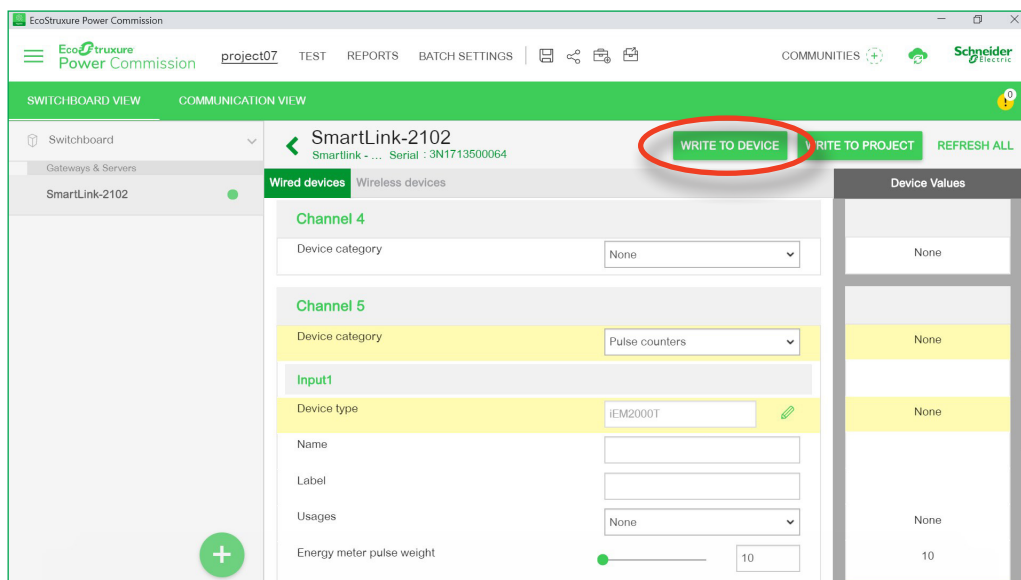 EcoStruxure Power Commission
EcoStruxure
Power Commission
project07 TEST REPORTS BATCH SETTINGS COMMUNITIES
Schneider
Electric
SWITCHBOARD VIEW COMMUNICATION VIEW
0
Switchboard
Gateways & Servers
SmartLink-2102
SmartLink-2102
Smartlink - ... Serial : 3N1713500064
WRITE TO DEVICE WRITE TO PROJECT REFRESH ALL
Wired devices Wireless devices
Device Values
Channel 4
Device category None None
Channel 5
Device category Pulse counters None
Input1
Device type iEM2000T None
Name
Label
Usages None None
Energy meter pulse weight 10 10